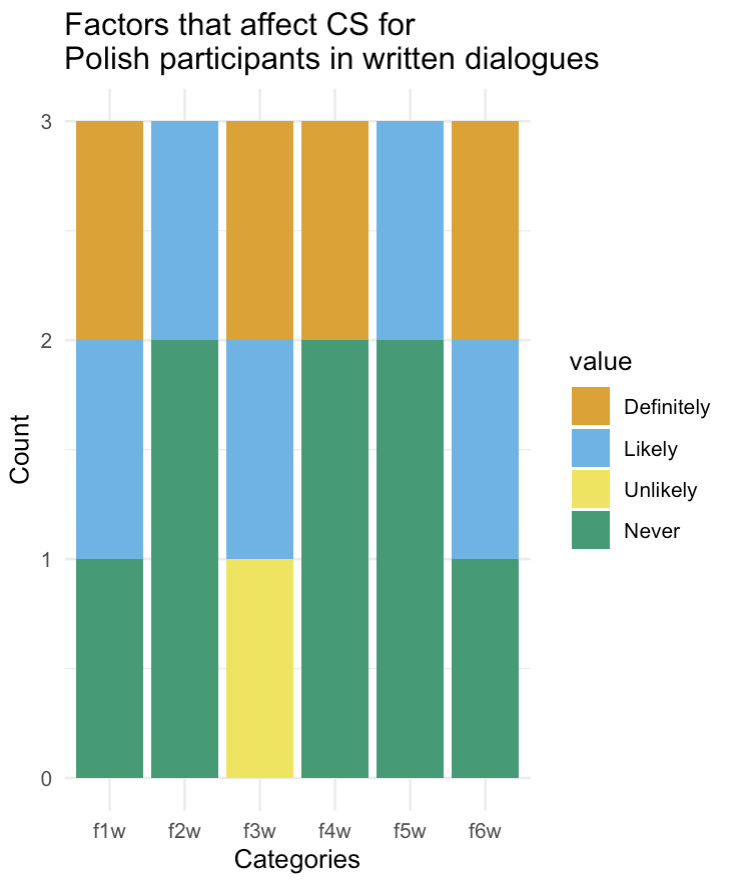 Factors that affect CS for
Polish participants in written dialogues
3
2
1
0
Count
f1w f2w f3w f4w f5w f6w
Categories
value
Definitely
Likely
Unlikely
Never